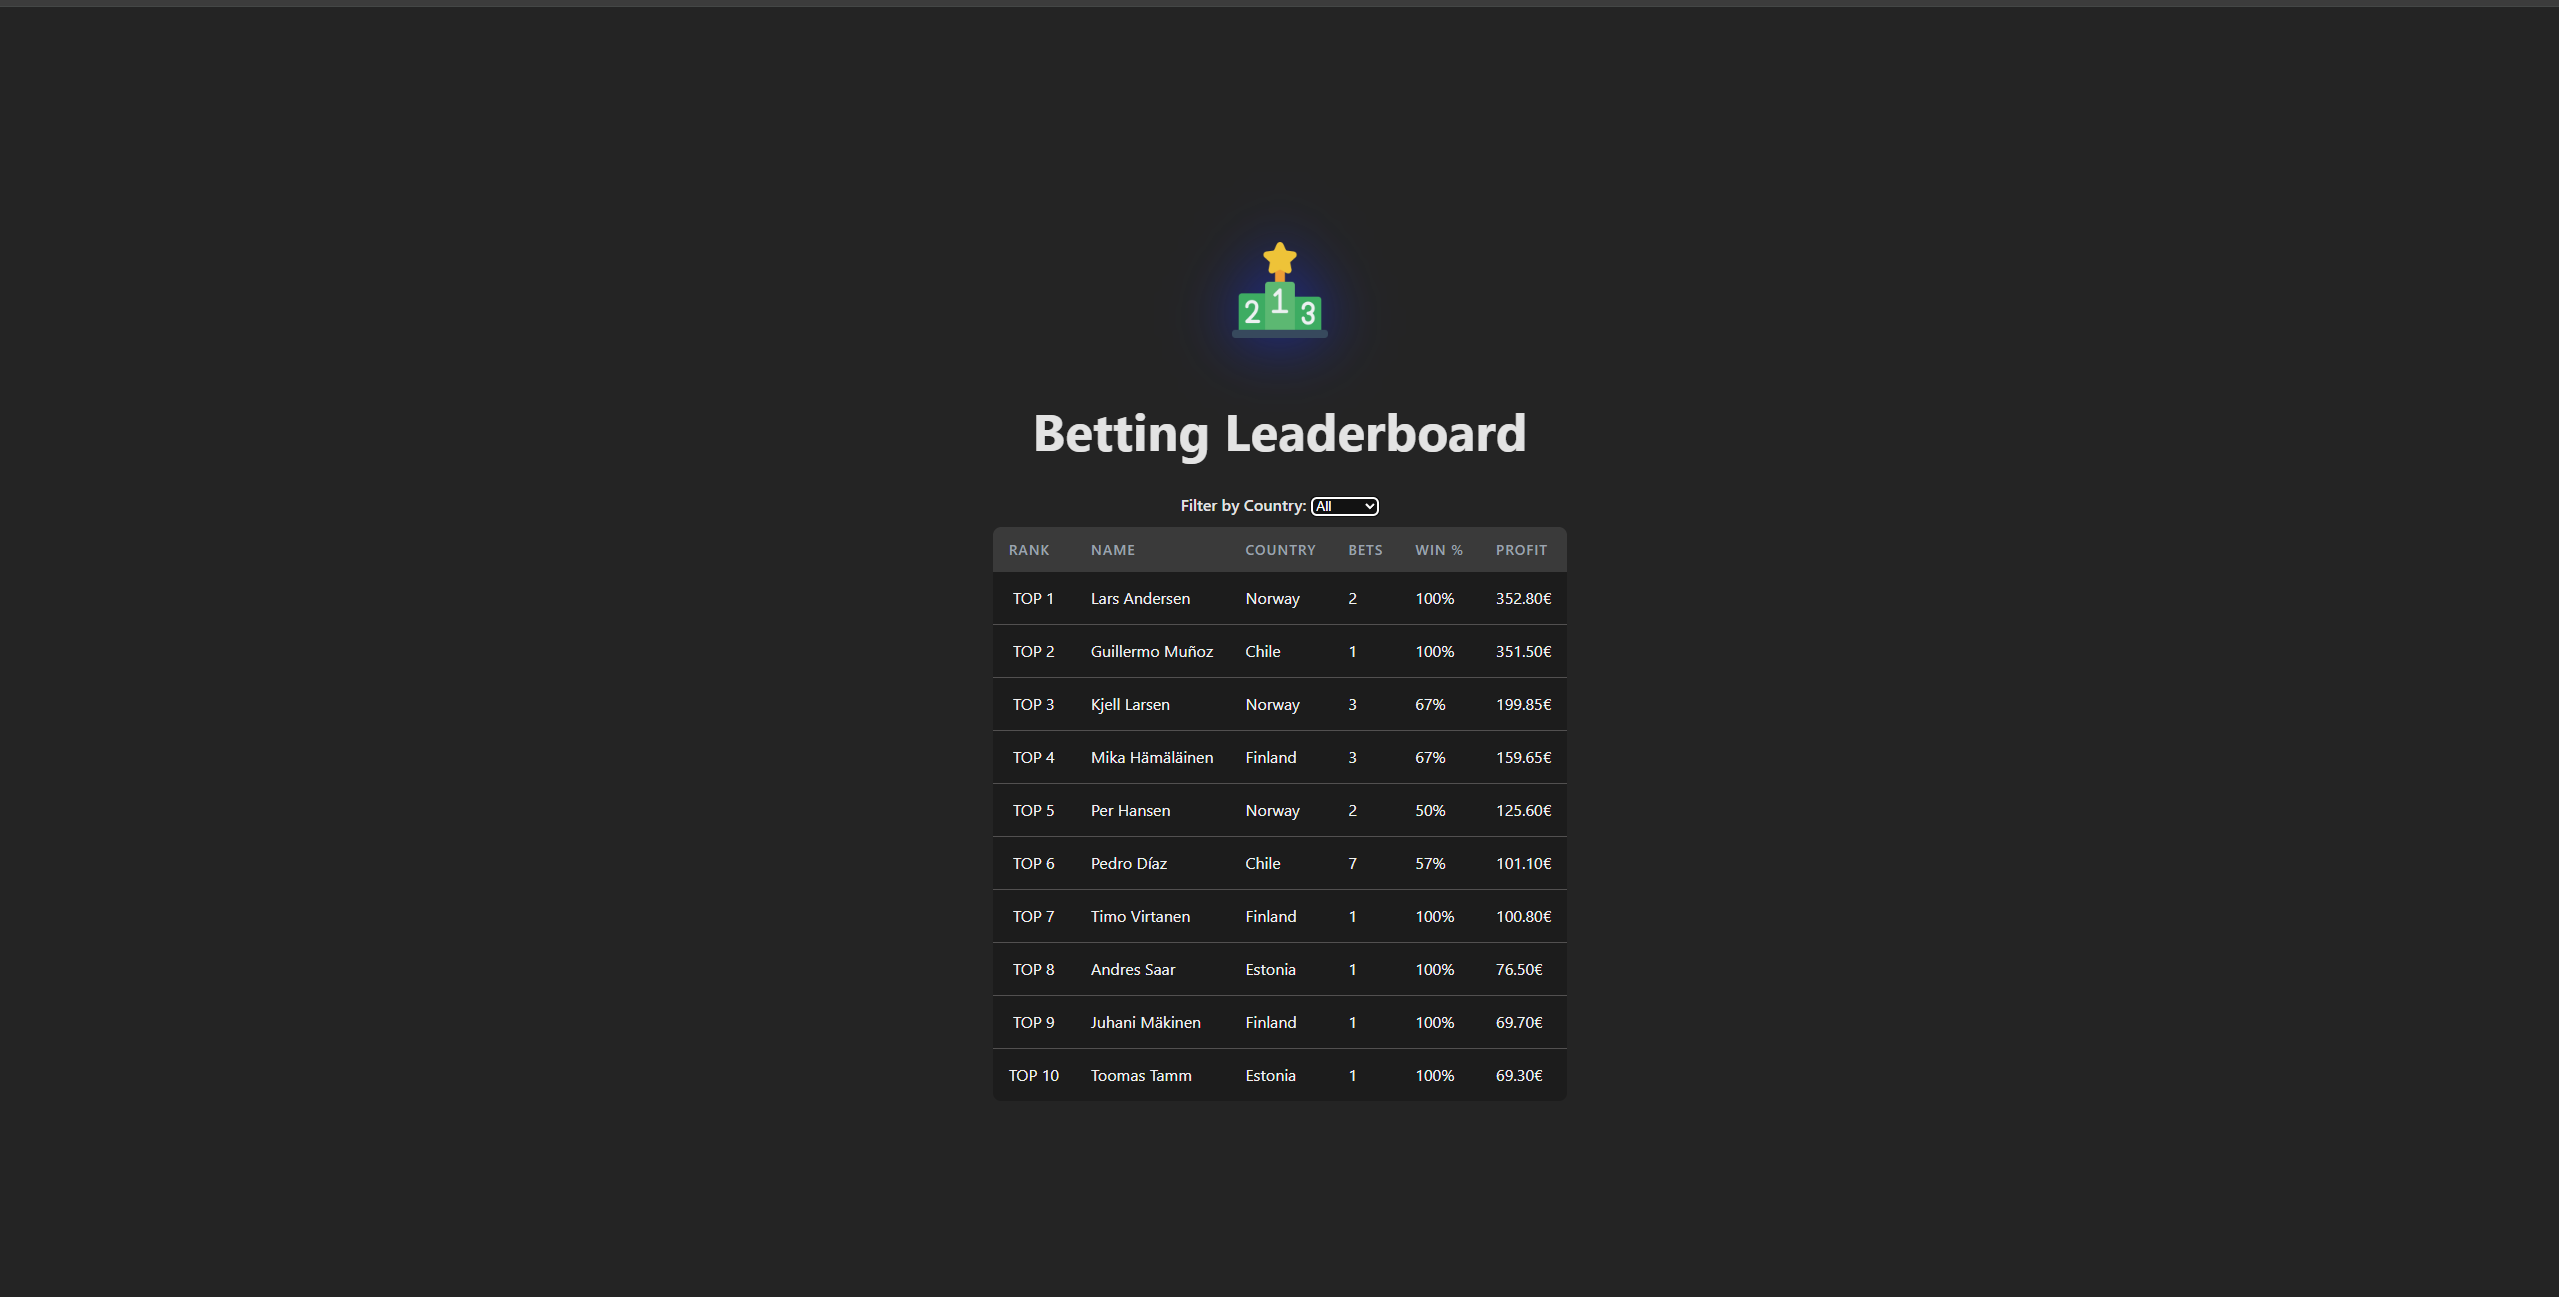 2 1 3
Betting Leaderboard
Filter by Country: All
RANK NAME COUNTRY BETS WIN % PROFIT
TOP 1 Lars Andersen Norway 2 100% 352.80€
TOP 2 Guillermo Muñoz Chile 1 100% 351.50€
TOP 3 Kjell Larsen Norway 3 67% 199.85€
TOP 4 Mika Hämäläinen Finland 3 67% 159.65€
TOP 5 Per Hansen Norway 2 50% 125.60€
TOP 6 Pedro Díaz Chile 7 57% 101.10€
TOP 7 Timo Virtanen Finland 1 100% 100.80€
TOP 8 Andres Saar Estonia 1 100% 76.50€
TOP 9 Juhani Mäkinen Finland 1 100% 69.70€
TOP 10 Toomas Tamm Estonia 1 100% 69.30€